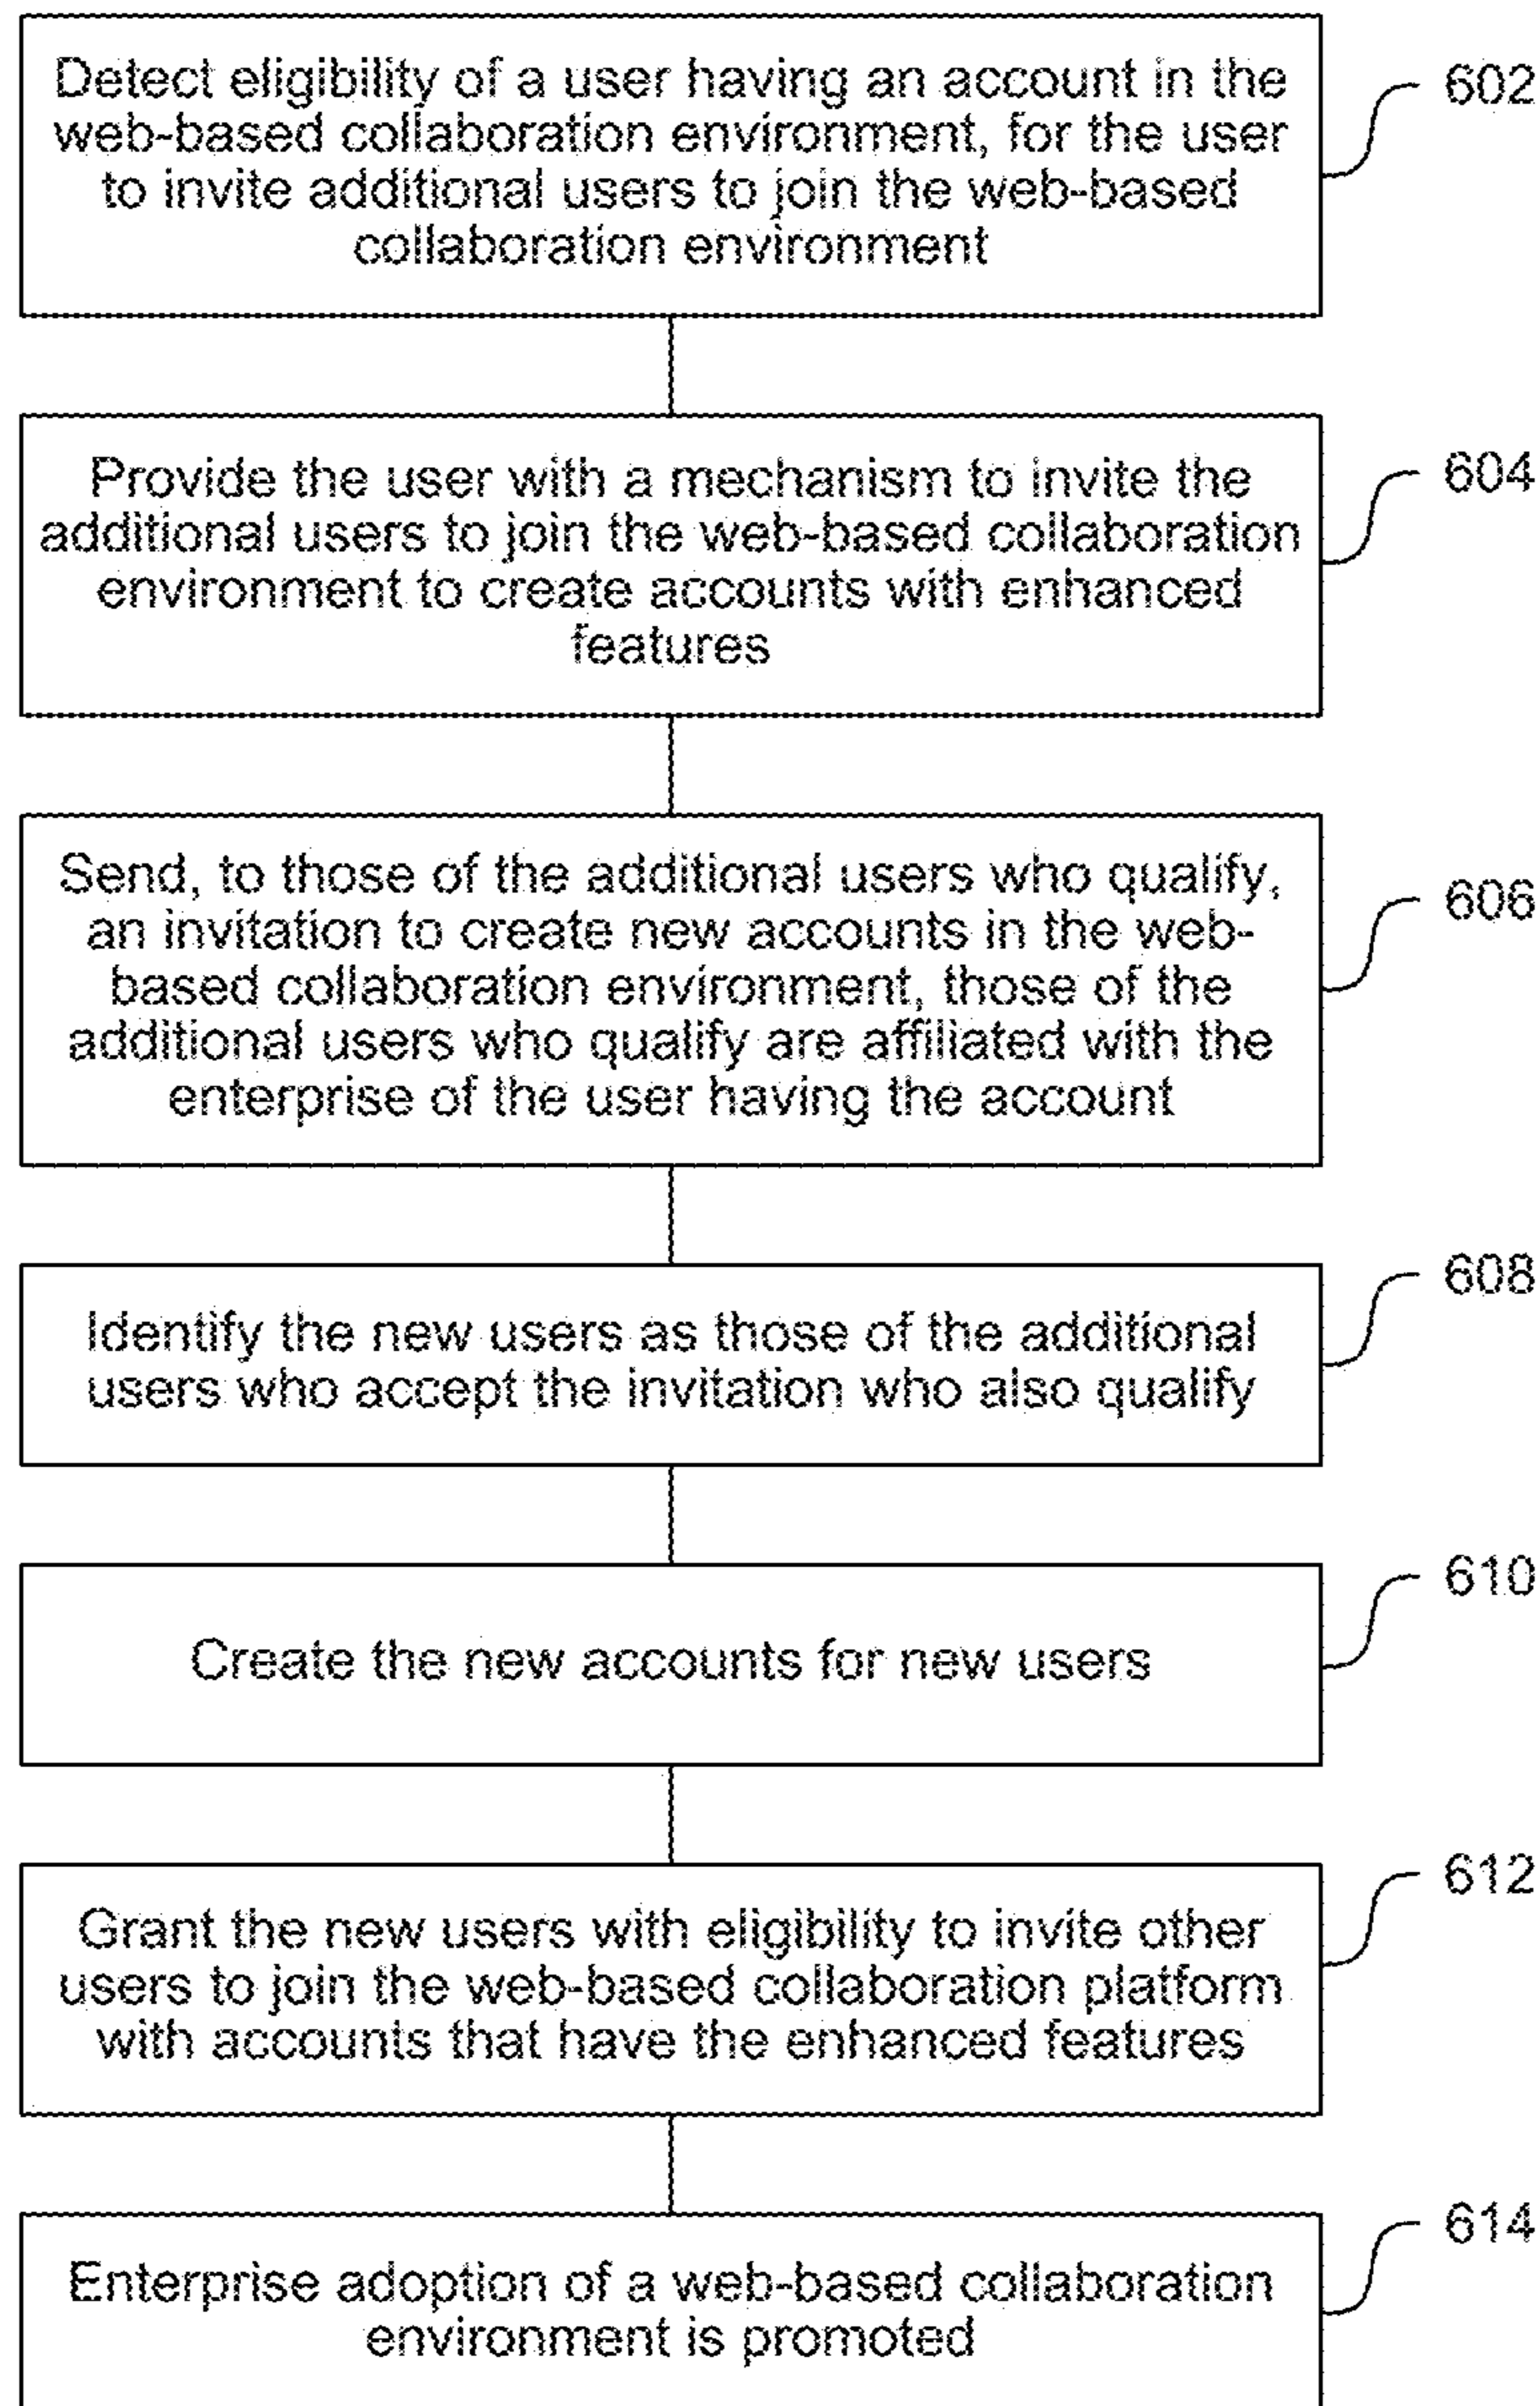 Detect eligibility of a user having an account in the
web-based collaboration environment, for the user
to invite additional users to join the web-based
collaboration environment
602
Provide the user with a mechanism to invite the
additional users to join the web-based collaboration
environment to create accounts with enhanced
features
604
Send, to those of the additional users who qualify,
an invitation to create new accounts in the web-
based collaboration environment, those of the
additional users who qualify are affiliated with the
enterprise of the user having the account
606
Identify the new users as those of the additional
users who accept the invitation who also qualify
608
Create the new accounts for new users
610
Grant the new users with eligibility to invite other
users to join the web-based collaboration platform
with accounts that have the enhanced features
612
Enterprise adoption of a web-based collaboration
environment is promoted
614